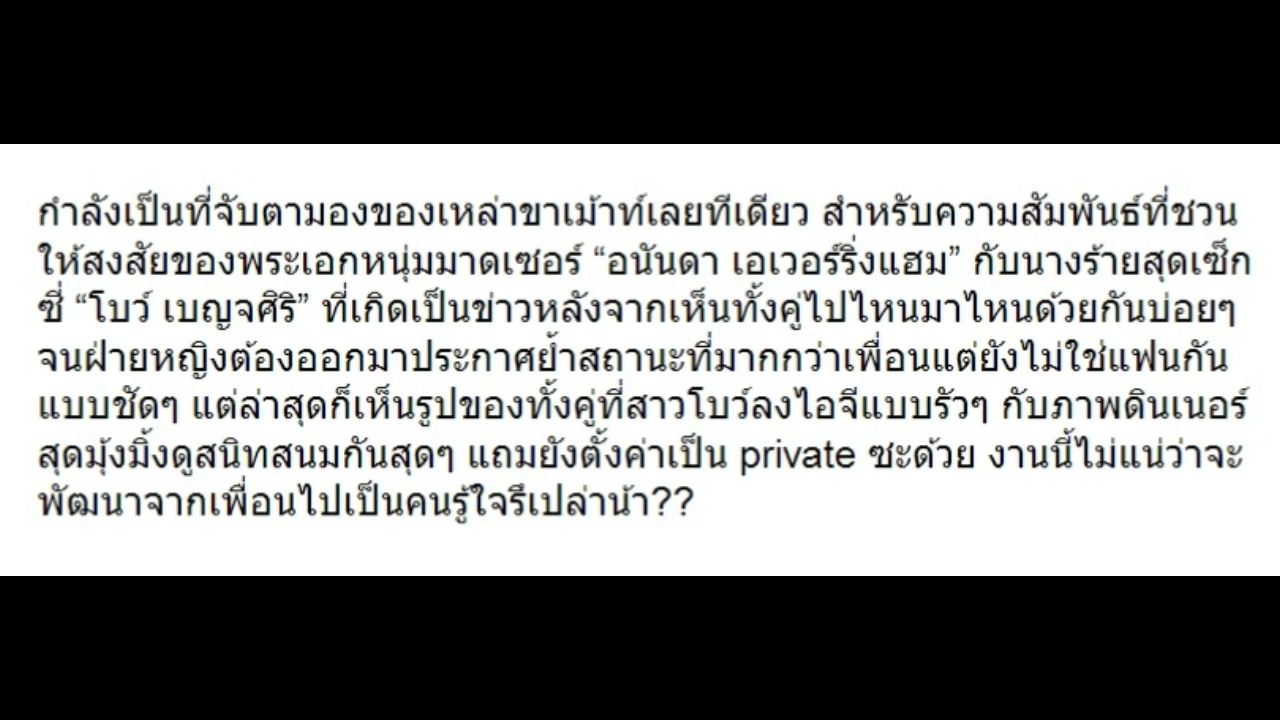 กำลังเป็นที่จับตามองของเหล่าขาเม้าท์เลยทีเดียว สำหรับความสัมพันธ์ที่ชวน
ให้สงสัยของพระเอกหนุ่มมาดเซอร์ “อนันดา เอเวอร์ริ่งแฮม” กับนางร้ายสุดเซ็ก
ซี่ “โบว์ เบญจศิริ” ที่เกิดเป็นข่าวหลังจากเห็นทั้งคู่ไปไหนมาไหนด้วยกันบ่อยๆ
จนฝ่ายหญิงต้องออกมาประกาศย้ำสถานะที่มากกว่าเพื่อนแต่ยังไม่ใช่แฟนกัน
แบบชัดๆ แต่ล่าสุดก็เห็นรูปของทั้งคู่ที่สาวโบว์ลงไอจีแบบรัวๆ กับภาพดินเนอร์
สุดมุ้งมิ้งดูสนิทสนมกันสุดๆ แถมยังตั้งค่าเป็น private ซะด้วย งานนี้ไม่แน่ว่าจะ
พัฒนาจากเพื่อนไปเป็นคนรู้ใจรึเปล่าน้า??